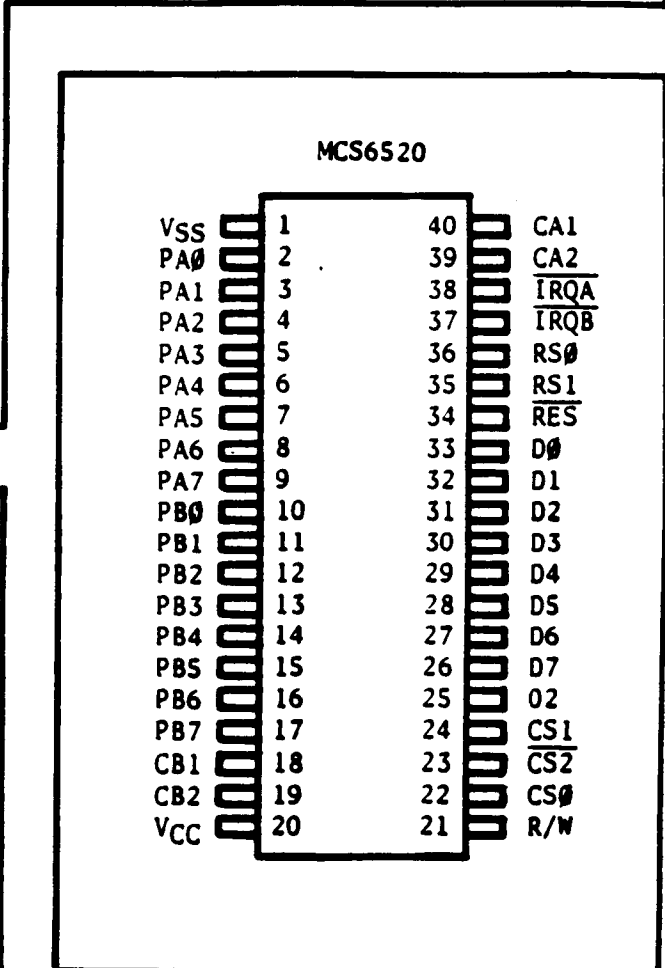 MCS6520
VSS 1 40 CA1
PAØ 2 39 CA2
PA1 3 38 IRQA
PA2 4 37 IRQB
PA3 5 36 RSØ
PA4 6 35 RS1
PA5 7 34 RES
PA6 8 33 DØ
PA7 9 32 D1
PBØ 10 31 D2
PB1 11 30 D3
PB2 12 29 D4
PB3 13 28 D5
PB4 14 27 D6
PB5 15 26 D7
PB6 16 25 02
PB7 17 24 CS1
CB1 18 23 CS2
CB2 19 22 CSØ
VCC 20 21 R/W